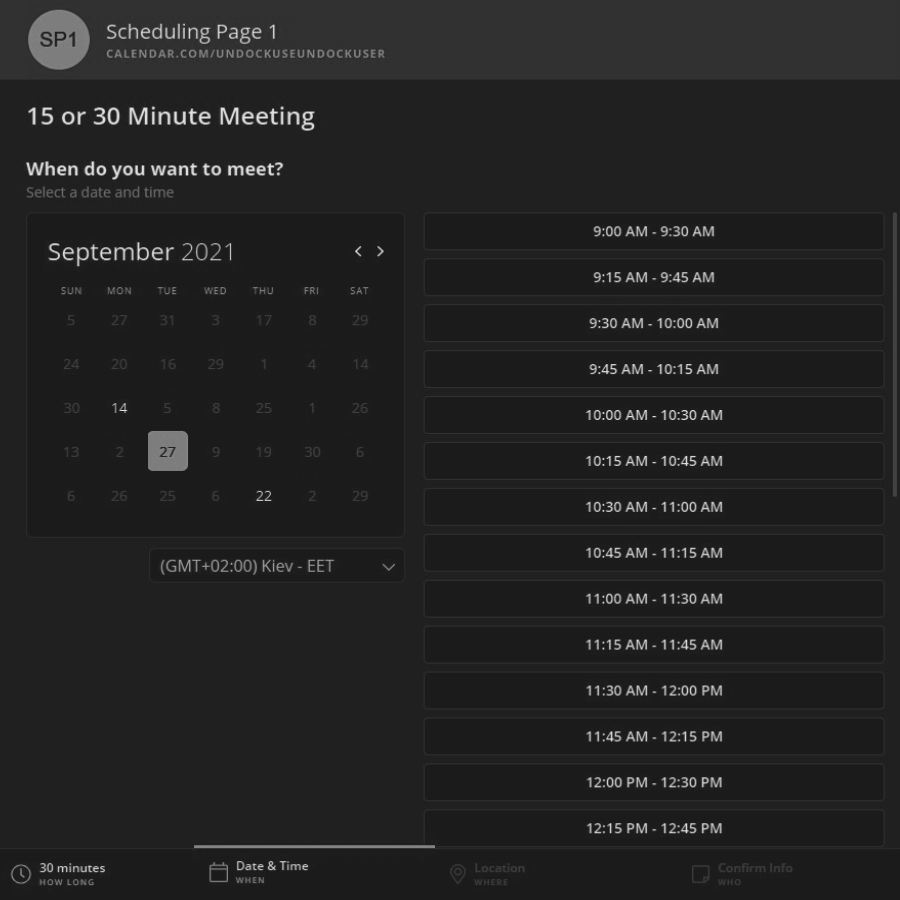 SP1
Scheduling Page 1
CALENDAR.COM/UNDOCKUSEUNDOCKUSER
15 or 30 Minute Meeting
When do you want to meet?
Select a date and time
September 2021
SUN MON TUE WED THU FRI SAT
5 27 31 3 17 8 29
24 20 16 29 1 4 14
30 14 5 8 25 1 26
13 2 27 9 19 30 6
6 26 25 6 22 2 29
(GMT+02:00) Kiev - EET
9:00 AM - 9:30 AM
9:15 AM - 9:45 AM
9:30 AM - 10:00 AM
9:45 AM - 10:15 AM
10:00 AM - 10:30 AM
10:15 AM - 10:45 AM
10:30 AM - 11:00 AM
10:45 AM - 11:15 AM
11:00 AM - 11:30 AM
11:15 AM - 11:45 AM
11:30 AM - 12:00 PM
11:45 AM - 12:15 PM
12:00 PM - 12:30 PM
12:15 PM - 12:45 PM
30 minutes
HOW LONG
Date & Time
WHEN
Location
WHERE
Confirm Info
WHO